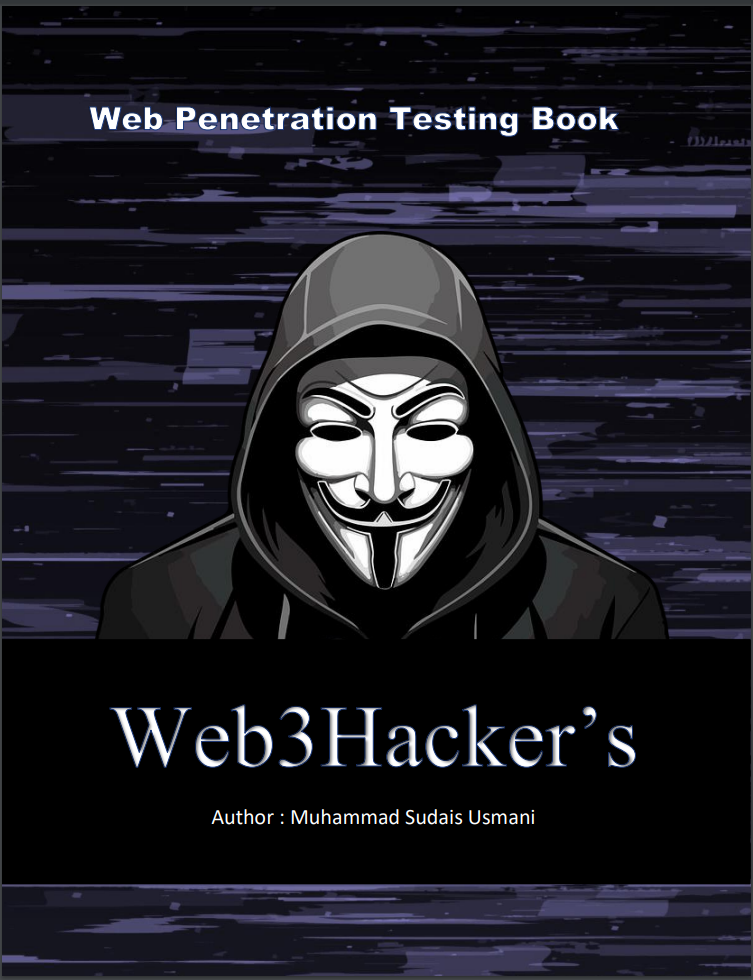 Web Penetration Testing Book
Web3Hacker’s
Author : Muhammad Sudais Usmani